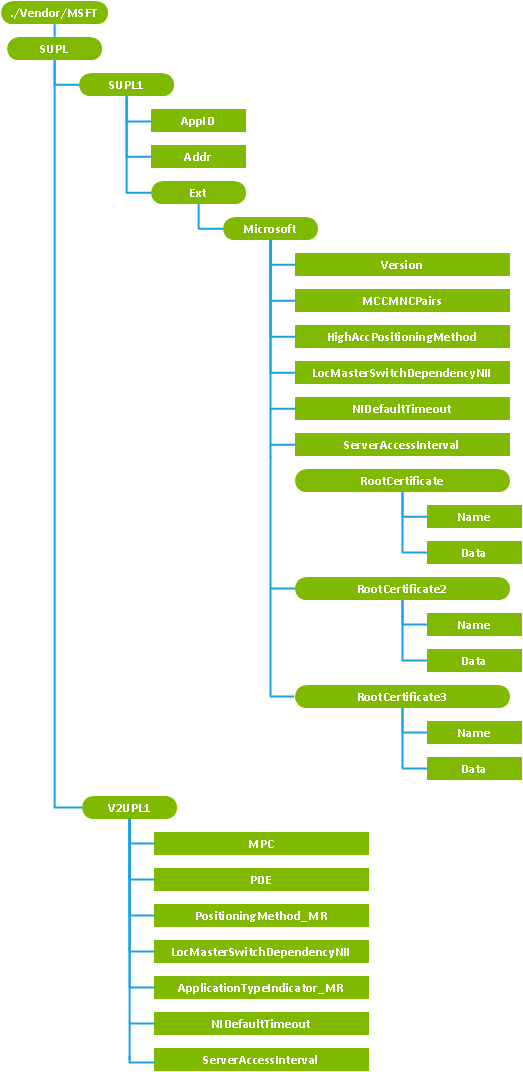 ./Vendor/MSFT
SUPL
SUPL1
AppID
Addr
Ext
Microsoft
Version
MCCMNCPairs
HighAccPositioningMethod
LocMasterSwitchDependencyNII
NIDefaultTimeout
ServerAccessInterval
RootCertificate
Name
Data
RootCertificate2
Name
Data
RootCertificate3
Name
Data
V2UPL1
MPC
PDE
PositioningMethod_MR
LocMasterSwitchDependencyNII
ApplicationTypeIndicator_MR
NIDefaultTimeout
ServerAccessInterval